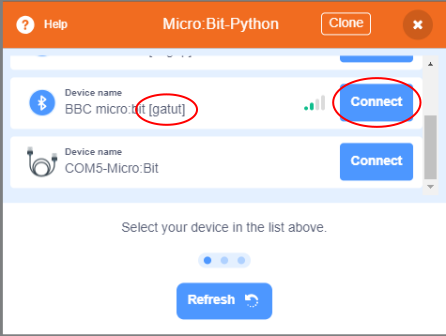 ? Help
Micro:Bit-Python
Clone
Device name
BBC micro:bit [gatut]
Connect
Device name
COM5-Micro:Bit
Connect
Select your device in the list above.
Refresh